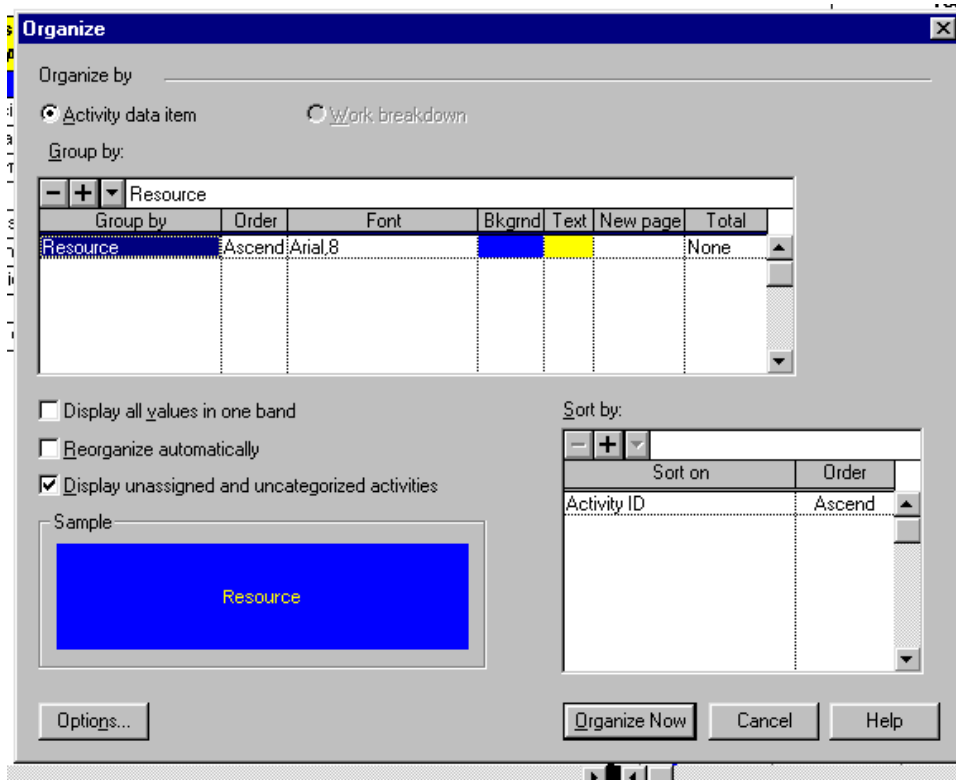 Organize
Organize by
Activity data item
Work breakdown
Group by:
Resource
Group by Order Font Bkgrnd Text New page Total
Resource Ascend Arial,8 None
Display all values in one band
Reorganize automatically
Display unassigned and uncategorized activities
Sample
Resource
Sort by:
Sort on Order
Activity ID Ascend
Options...
Organize Now
Cancel
Help